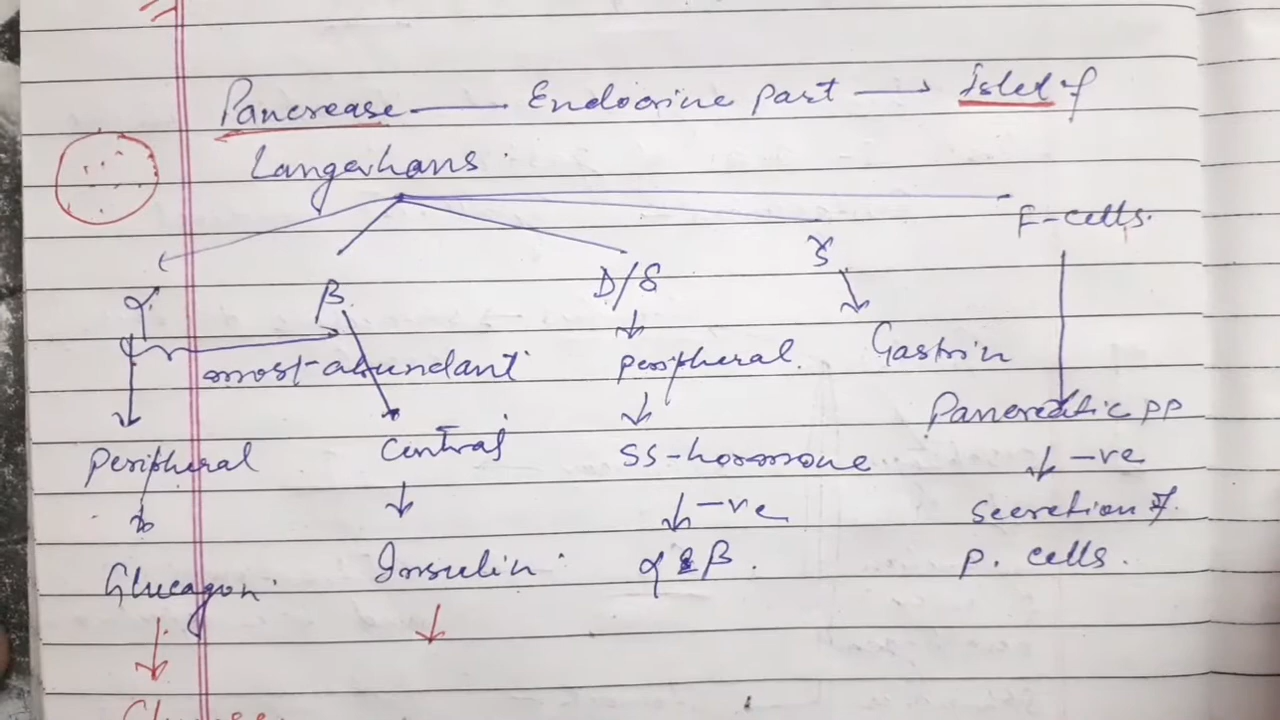 Pancrease — Endocrine part → Islet of
Langerhans
α β D/δ γ F-cells.
most-abundant peripheral. Gastrin
Peripheral Central SS-hormone Pancreatic PP
-ve -ve
Glucagon Insulin α & β. Secretion of
P. cells.